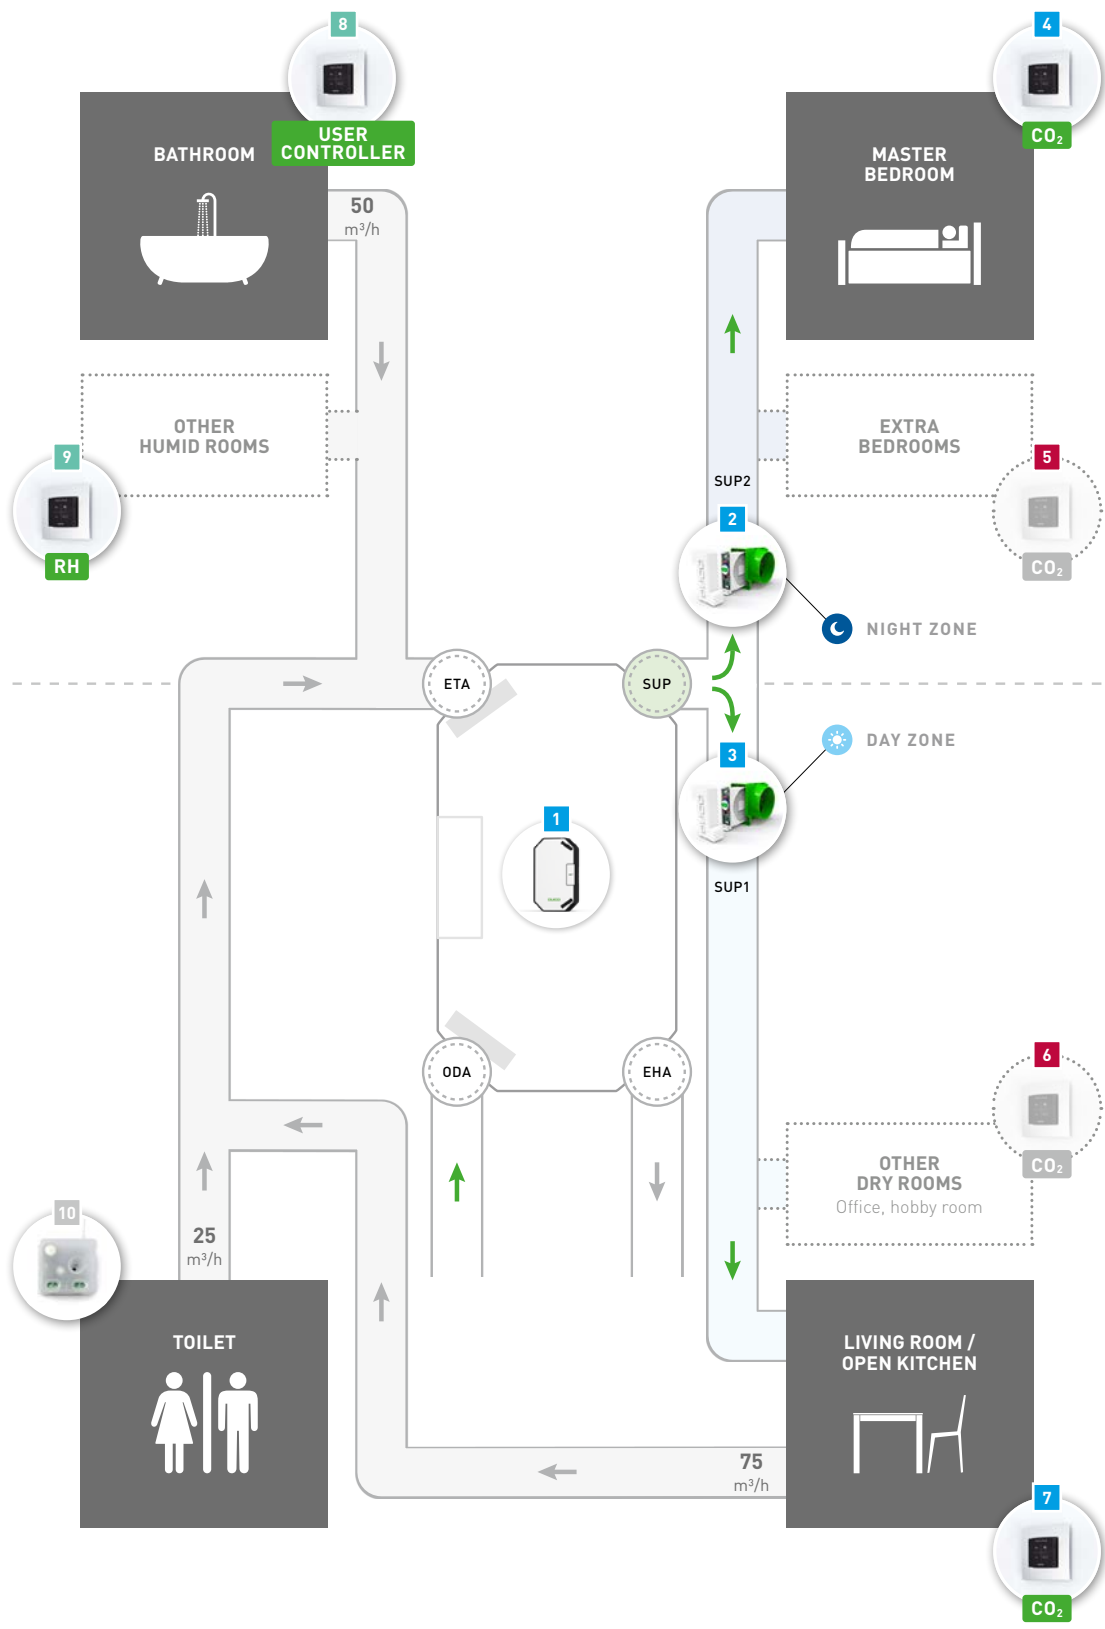 8
USER
CONTROLLER
BATHROOM
50
m³/h
4
CO₂
MASTER
BEDROOM
OTHER
HUMID ROOMS
9
RH
EXTRA
BEDROOMS
5
CO₂
SUP2
2
NIGHT ZONE
ETA
SUP
DAY ZONE
3
1
SUP1
ODA
EHA
6
CO₂
OTHER
DRY ROOMS
Office, hobby room
10
25
m³/h
TOILET
LIVING ROOM /
OPEN KITCHEN
75
m³/h
7
CO₂